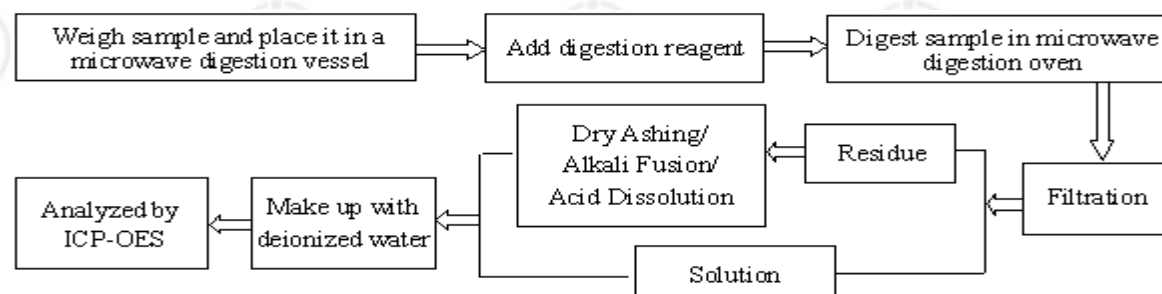 Weigh sample and place it in a
microwave digestion vessel
Add digestion reagent
Digest sample in microwave
digestion oven
Filtration
Residue
Dry Ashing/
Alkali Fusion/
Acid Dissolution
Solution
Make up with
deionized water
Analyzed by
ICP-OES